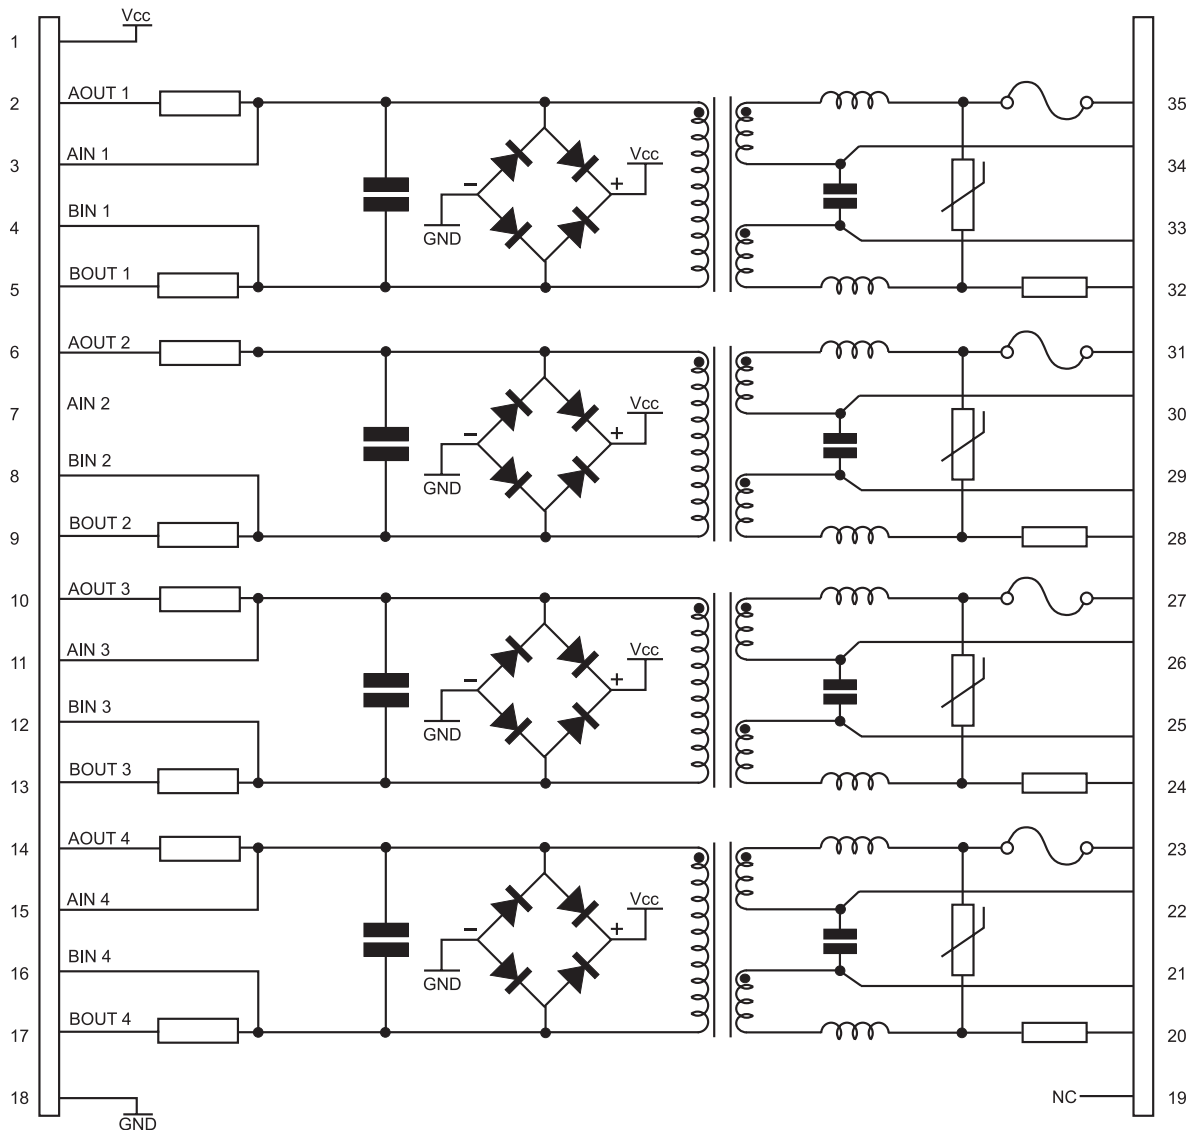 Vcc
1
2 AOUT 1 35
3 AIN 1 Vcc 34
- +
4 BIN 1 GND 33
5 BOUT 1 32
6 AOUT 2 31
7 AIN 2 Vcc 30
- +
8 BIN 2 GND 29
9 BOUT 2 28
10 AOUT 3 27
11 AIN 3 Vcc 26
- +
12 BIN 3 GND 25
13 BOUT 3 24
14 AOUT 4 23
15 AIN 4 Vcc 22
- +
16 BIN 4 GND 21
17 BOUT 4 20
18 NC 19
GND